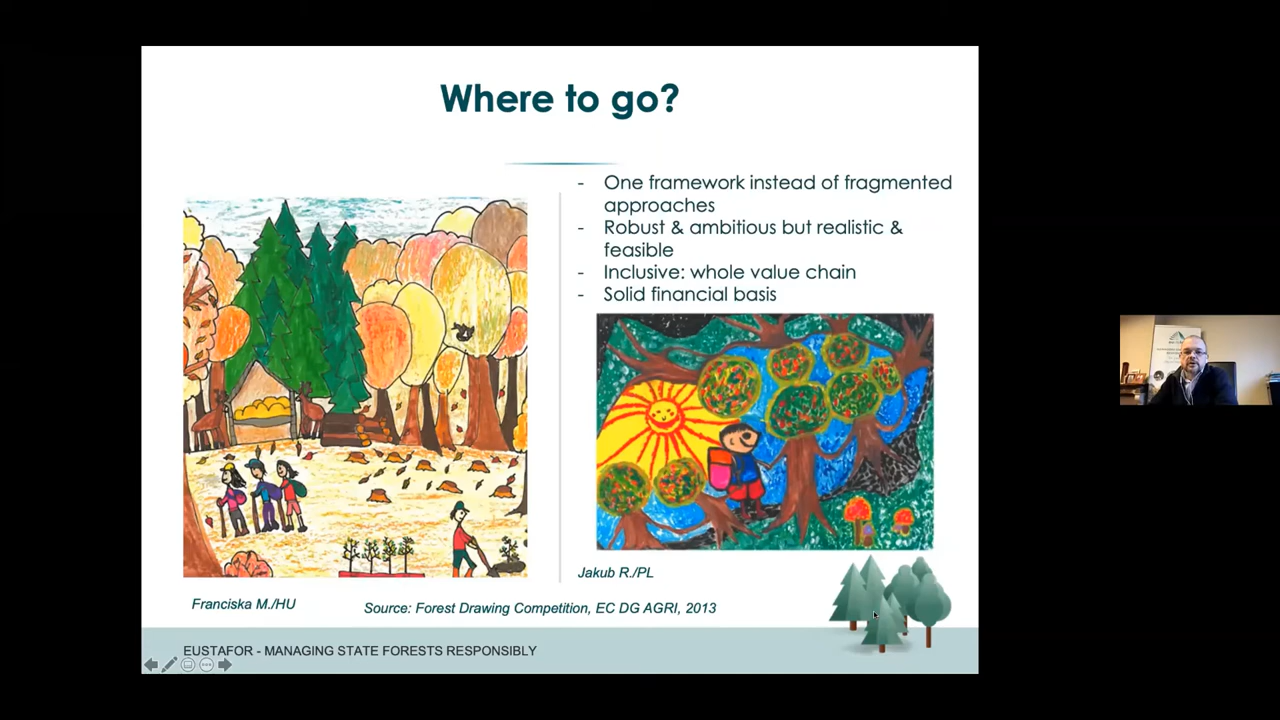 Where to go?
- One framework instead of fragmented
approaches
- Robust & ambitious but realistic &
feasible
- Inclusive: whole value chain
- Solid financial basis
Jakub R./PL
Franciska M./HU
Source: Forest Drawing Competition, EC DG AGRI, 2013
EUSTAFOR - MANAGING STATE FORESTS RESPONSIBLY